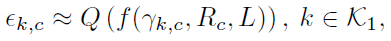 ϵ_{k,c} ≈ Q (f(γ_{k,c}, R_c, L)) , k ∈ 𝒦_1,